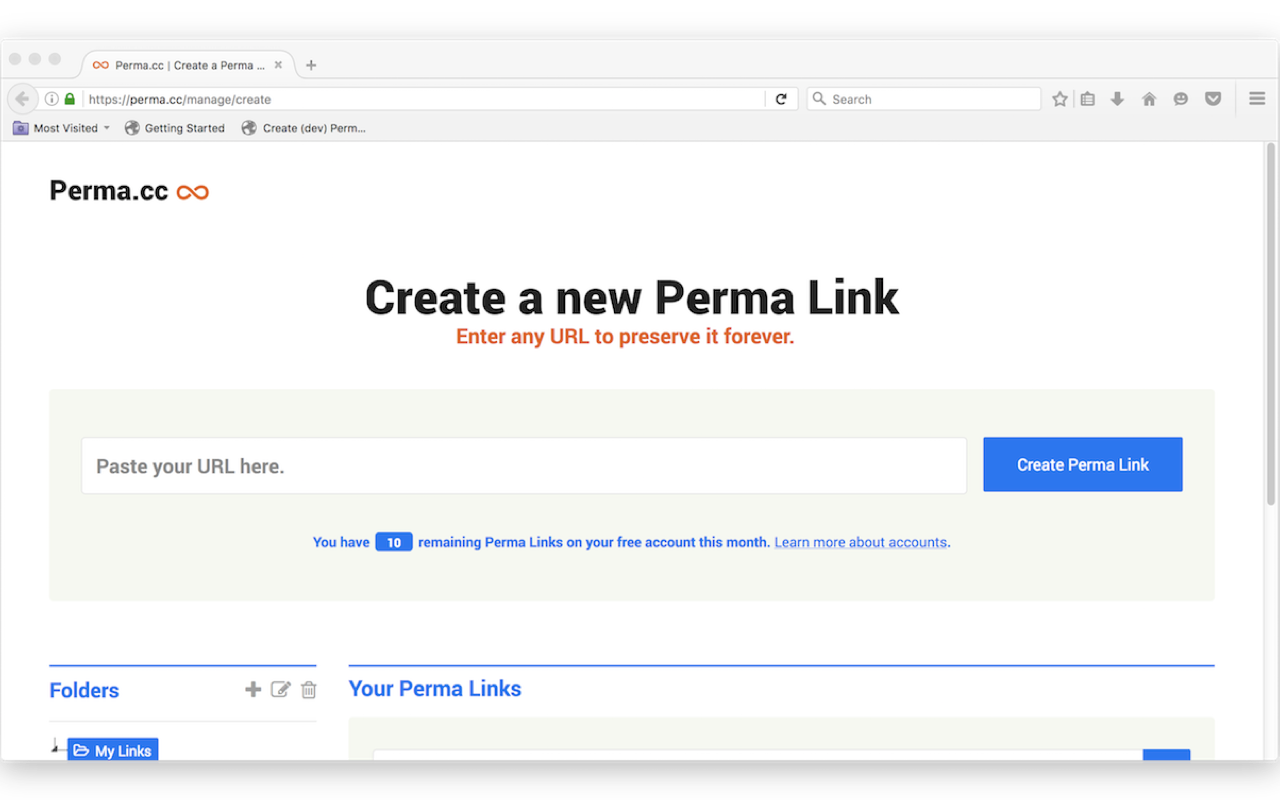 Perma.cc | Create a Perma ...
https://perma.cc/manage/create
Search
Most Visited Getting Started Create (dev) Perm...
Perma.cc
Create a new Perma Link
Enter any URL to preserve it forever.
Paste your URL here.
Create Perma Link
You have 10 remaining Perma Links on your free account this month. Learn more about accounts.
Folders
Your Perma Links
My Links